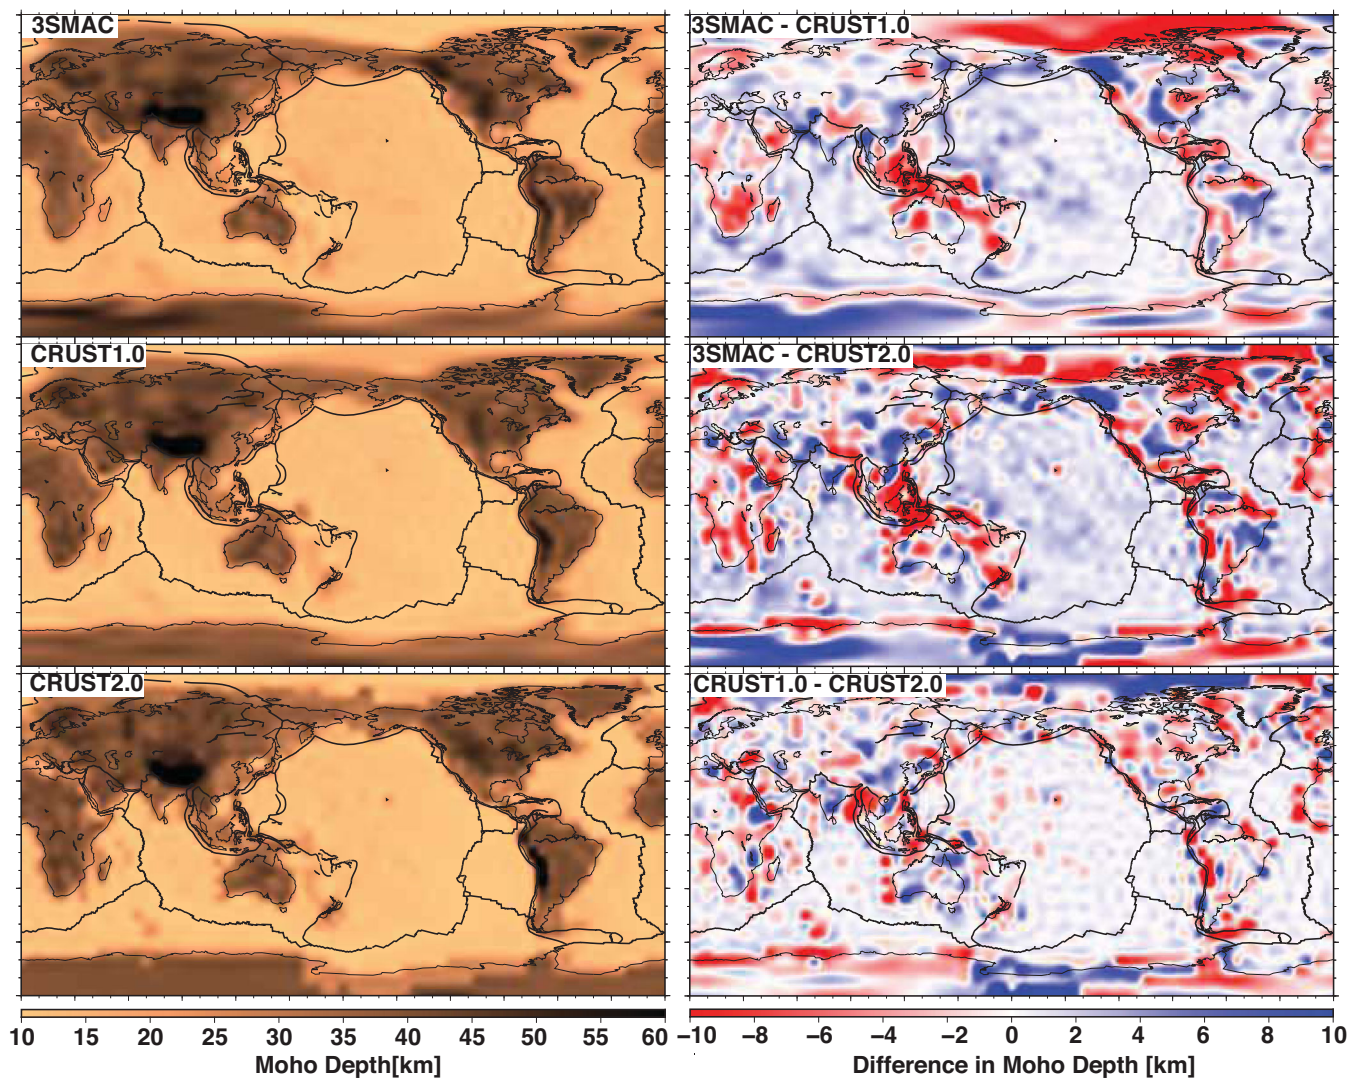 3SMAC
3SMAC - CRUST1.0
CRUST1.0
3SMAC - CRUST2.0
CRUST2.0
CRUST1.0 - CRUST2.0
10 15 20 25 30 35 40 45 50 55 60
Moho Depth[km]
−10 −8 −6 −4 −2 0 2 4 6 8 10
Difference in Moho Depth [km]